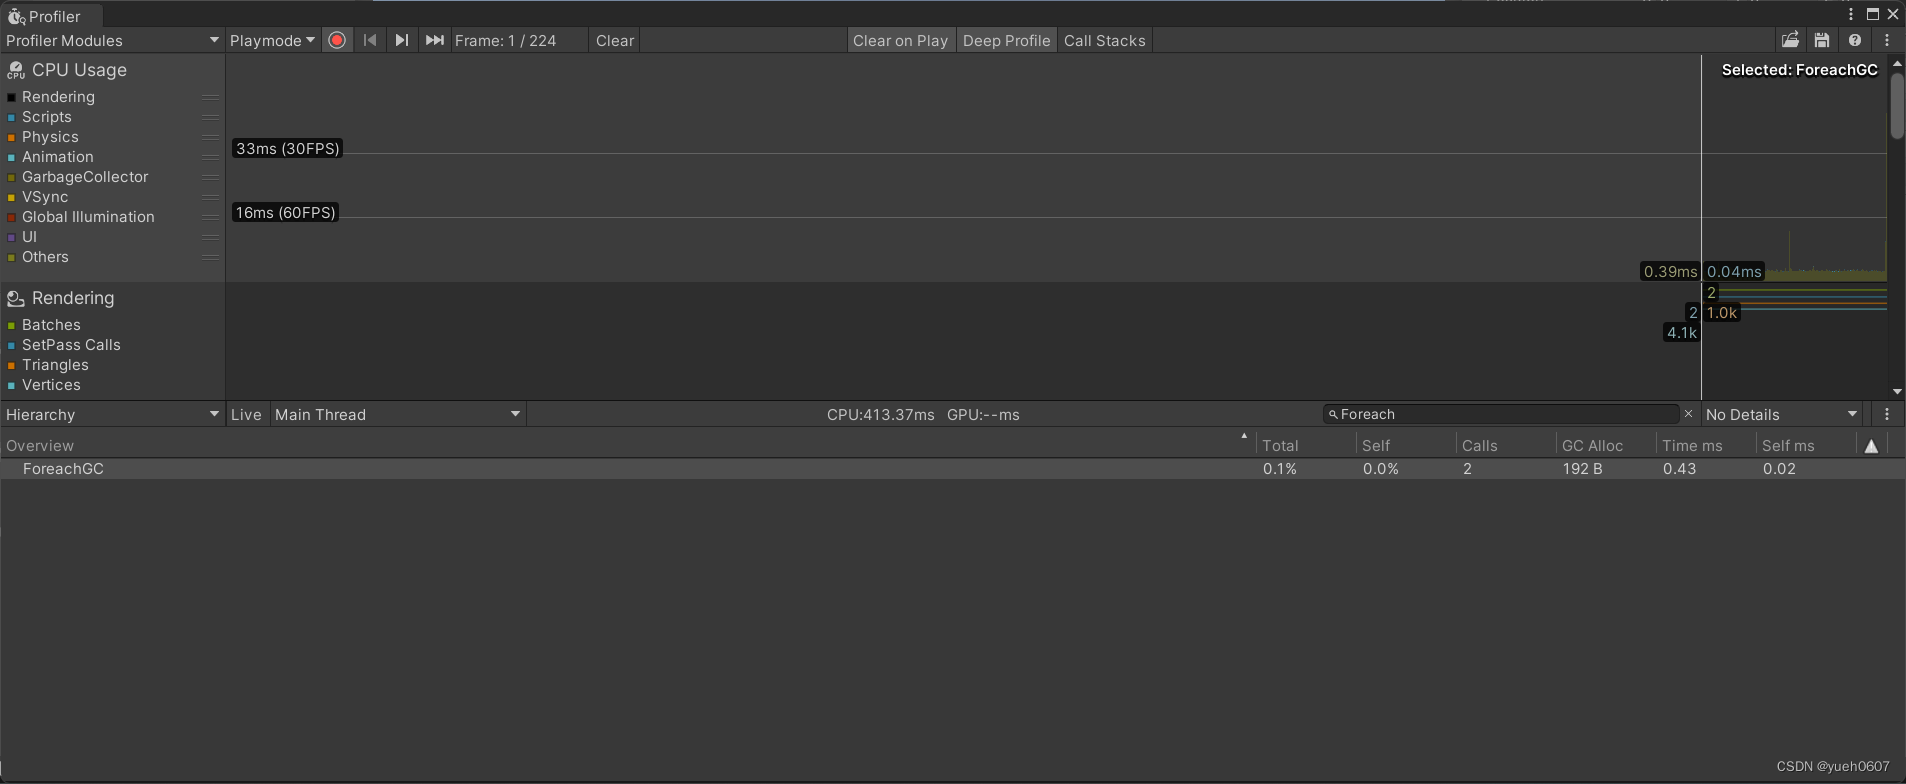 Profiler
Profiler Modules Playmode Frame: 1 / 224 Clear Clear on Play Deep Profile Call Stacks
CPU Usage
Selected: ForeachGC
Rendering
Scripts
Physics
Animation
GarbageCollector
VSync
Global Illumination
UI
Others
33ms (30FPS)
16ms (60FPS)
0.39ms 0.04ms
Rendering
Batches
SetPass Calls
Triangles
Vertices
2
2 1.0k
4.1k
Hierarchy Live Main Thread CPU:413.37ms GPU:--ms Foreach No Details
Overview Total Self Calls GC Alloc Time ms Self ms
ForeachGC 0.1% 0.0% 2 192 B 0.43 0.02
CSDN @yueh0607